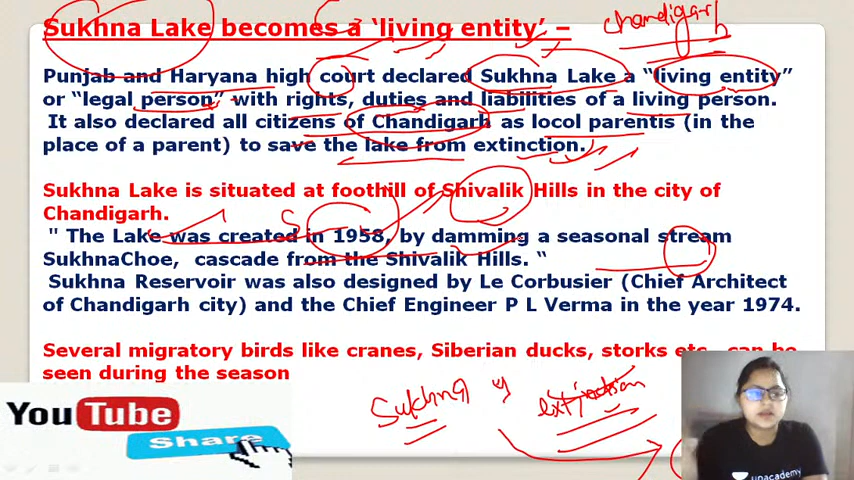 Sukhna Lake becomes a ‘living entity’ –
chandigarh
Punjab and Haryana high court declared Sukhna Lake a “living entity”
or “legal person” with rights, duties and liabilities of a living person.
It also declared all citizens of Chandigarh as locol parentis (in the
place of a parent) to save the lake from extinction.
Sukhna Lake is situated at foothill of Shivalik Hills in the city of
Chandigarh.
S
" The Lake was created in 1958, by damming a seasonal stream
SukhnaChoe, cascade from the Shivalik Hills. “
Sukhna Reservoir was also designed by Le Corbusier (Chief Architect
of Chandigarh city) and the Chief Engineer P L Verma in the year 1974.
Several migratory birds like cranes, Siberian ducks, storks etc. can be
seen during the season
Sukhna extinction
YouTube
Share
unacademy